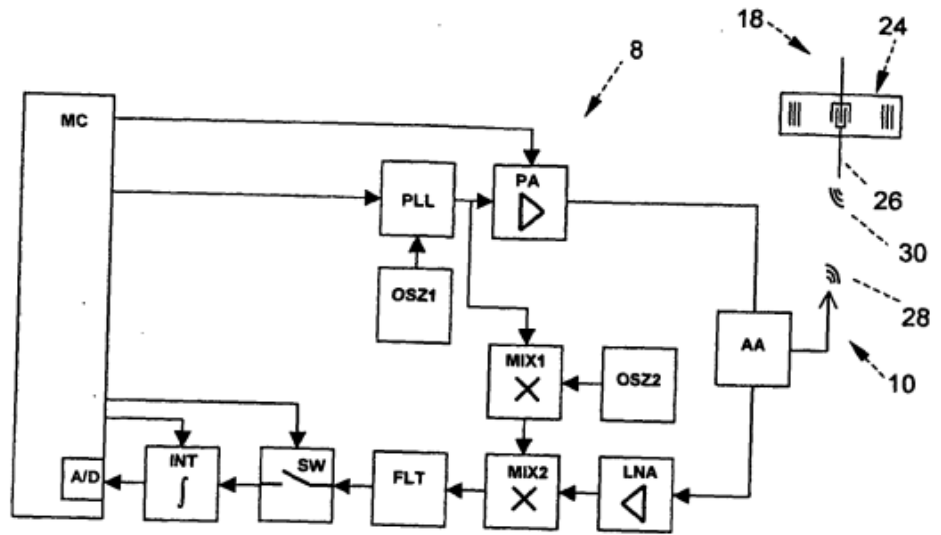 18
24
8
MC
PA
PLL
26
30
OSZ1
28
AA
MIX1
OSZ2
10
INT
SW
FLT
MIX2
LNA
A/D
∫